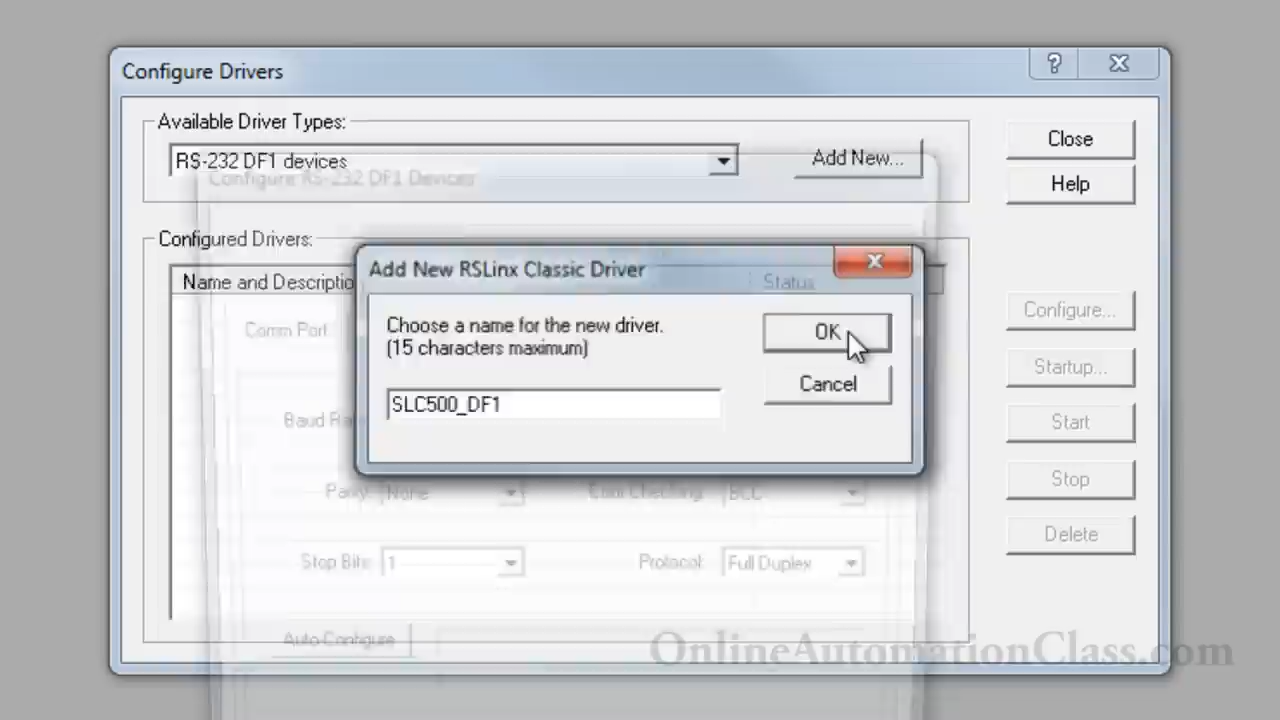 Configure Drivers
Available Driver Types:
RS-232 DF1 devices
Add New...
Close
Configure RS-232 DF1 Devices
Help
Configured Drivers:
Add New RSLinx Classic Driver
Name and Descriptio
Status
Choose a name for the new driver.
(15 characters maximum)
OK
Configure...
Comm Port
Startup...
Cancel
SLC500_DF1
Baud Ra
Start
Stop
Parity: None
Error Checking: BCC
Delete
Stop Bits: 1
Protocol: Full Duplex
Auto-Configure
OnlineAutomationClass.com